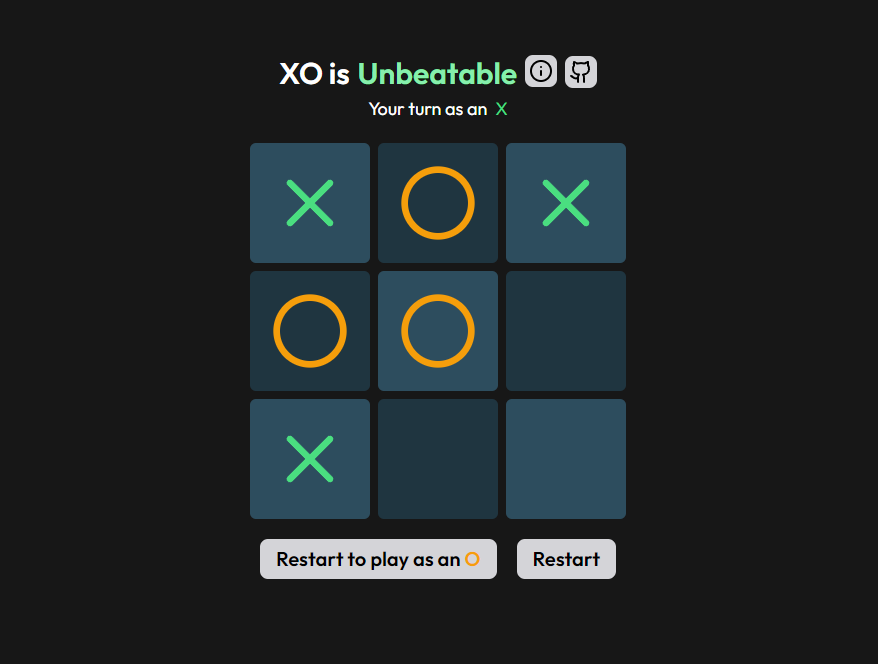 XO is Unbeatable
Your turn as an X
Restart to play as an O
Restart